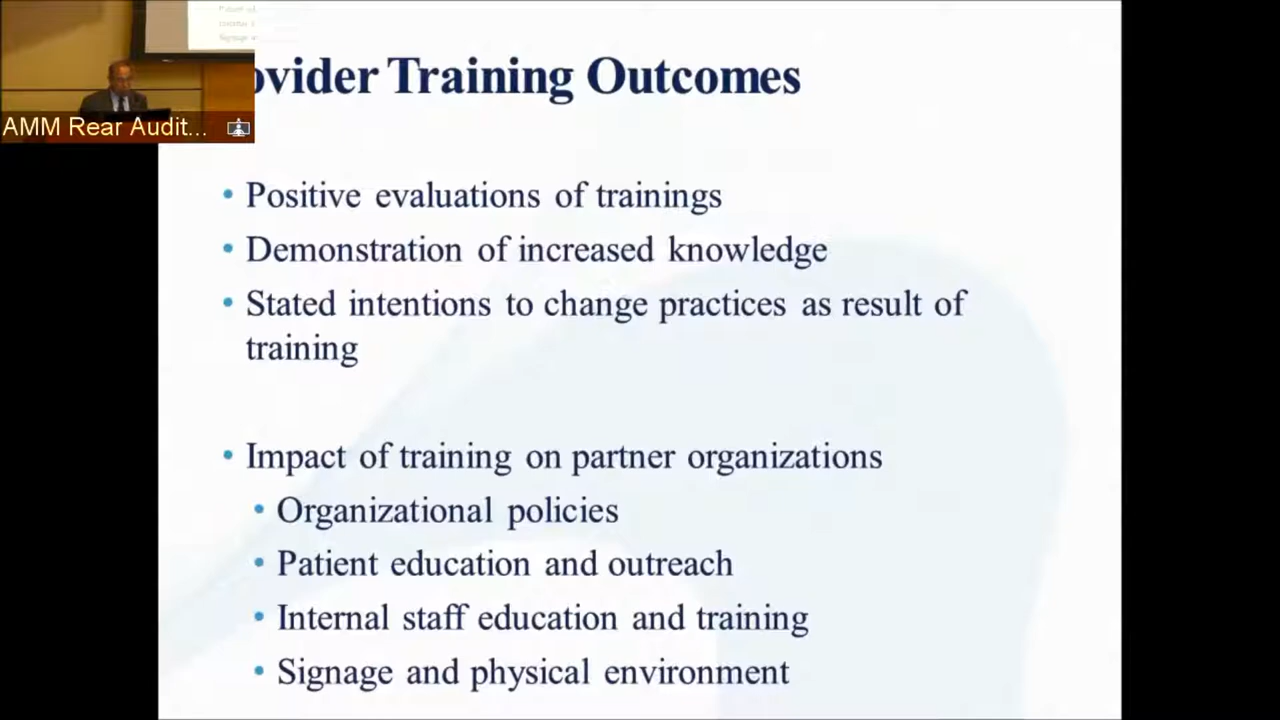 ovider Training Outcomes
AMM Rear Audit...
• Positive evaluations of trainings
• Demonstration of increased knowledge
• Stated intentions to change practices as result of
training
• Impact of training on partner organizations
• Organizational policies
• Patient education and outreach
• Internal staff education and training
• Signage and physical environment